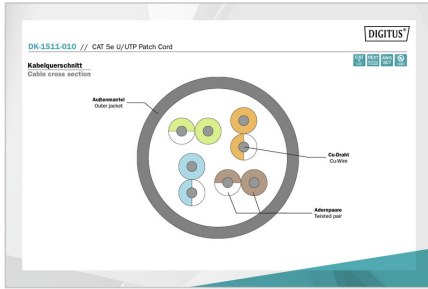 DIGITUS®
DK-1511-010 // CAT 5e U/UTP Patch Cord
Kabelquerschnitt
Cable cross section
Außenmantel
Outer jacket
Cu-Draht
Cu-Wire
Adernpaare
Twisted pair